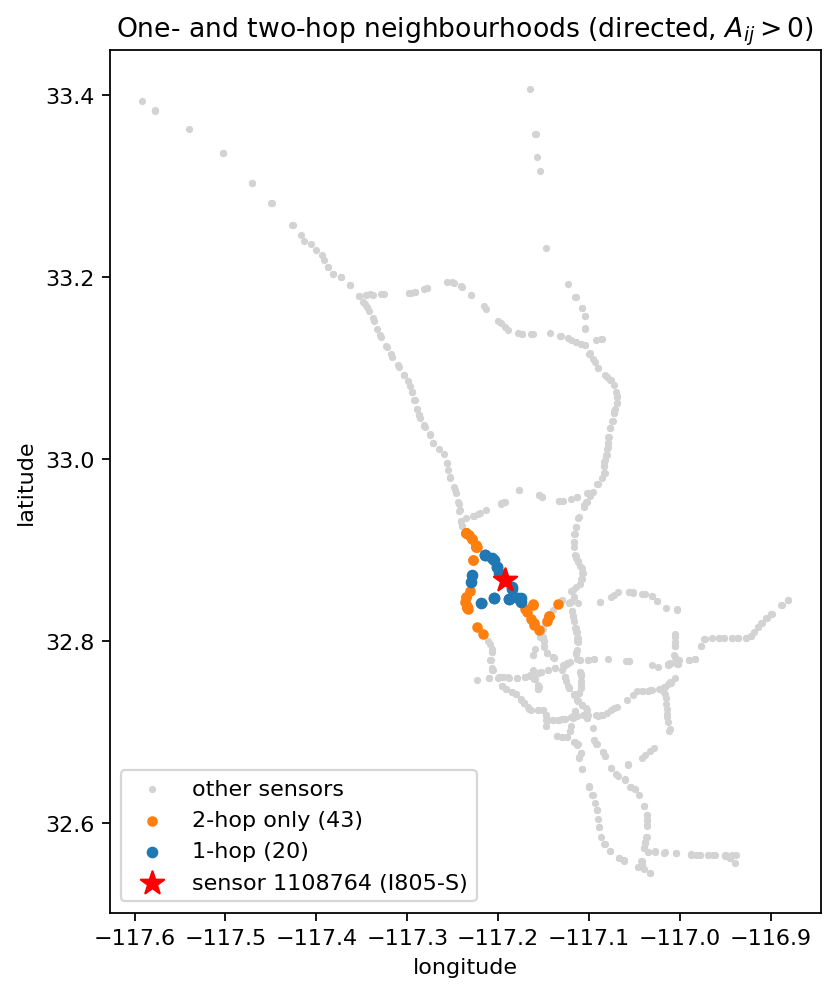 One- and two-hop neighbourhoods (directed, $A_{ij} > 0$)
33.4
33.2
33.0
32.8
32.6
latitude
other sensors
2-hop only (43)
1-hop (20)
sensor 1108764 (I805-S)
−117.6 −117.5 −117.4 −117.3 −117.2 −117.1 −117.0 −116.9
longitude